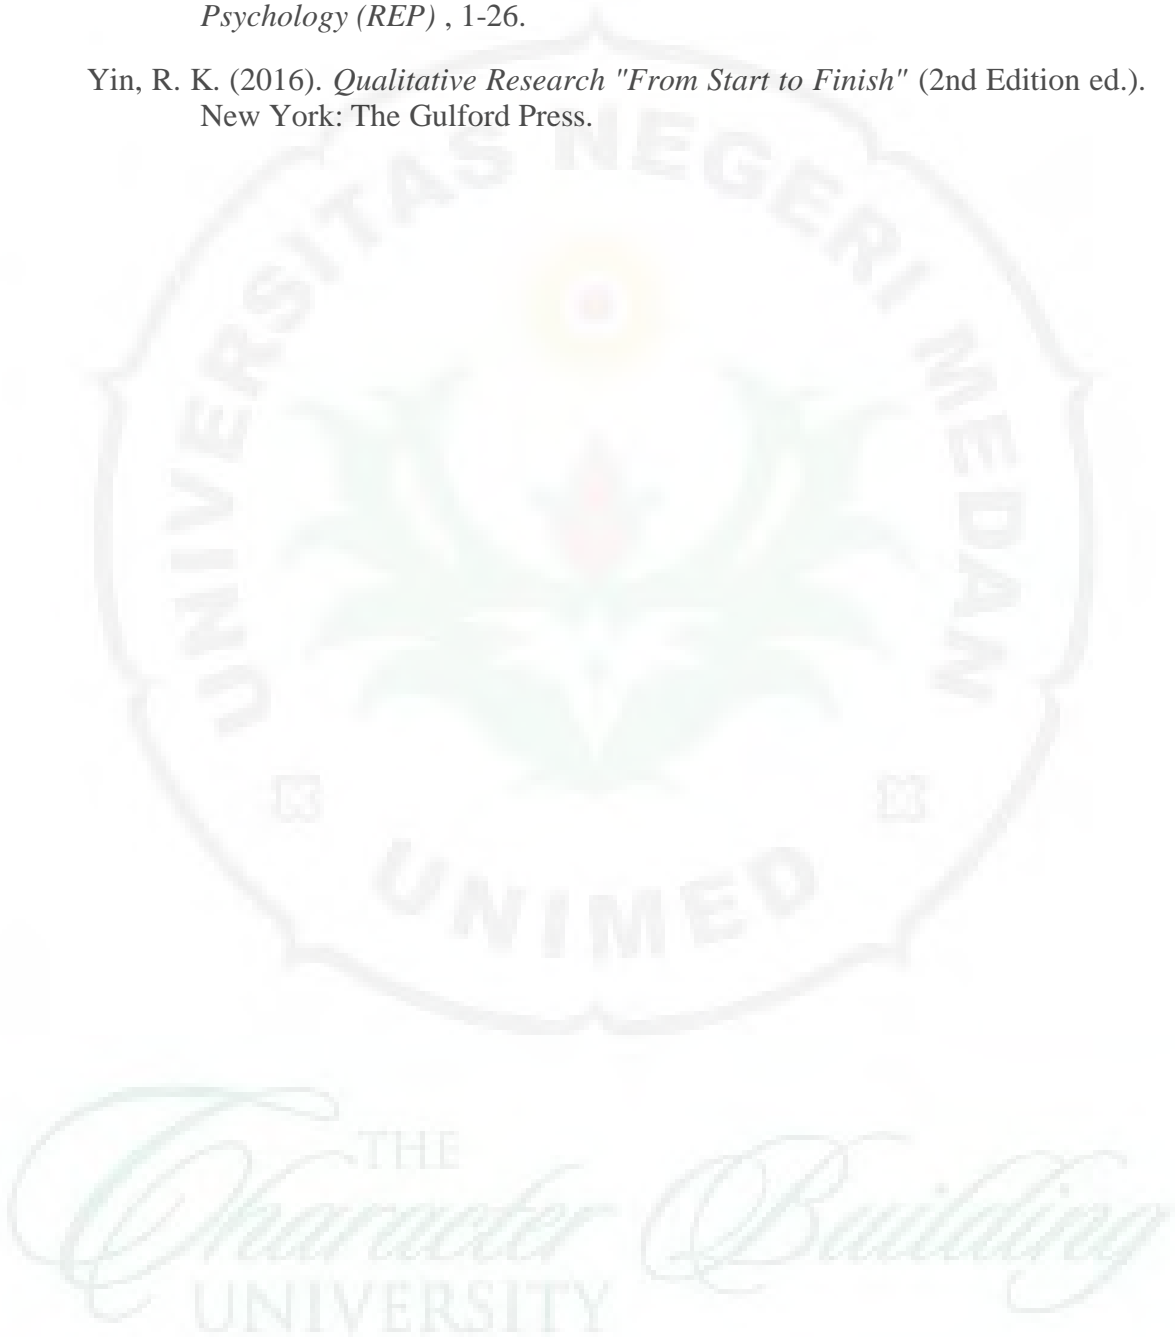 Psychology (REP) , 1-26.
Yin, R. K. (2016). Qualitative Research "From Start to Finish" (2nd Edition ed.).
New York: The Gulford Press.
UNIVERSITAS NEGERI MEDAN
UNIMED
THE
Character Building
UNIVERSITY